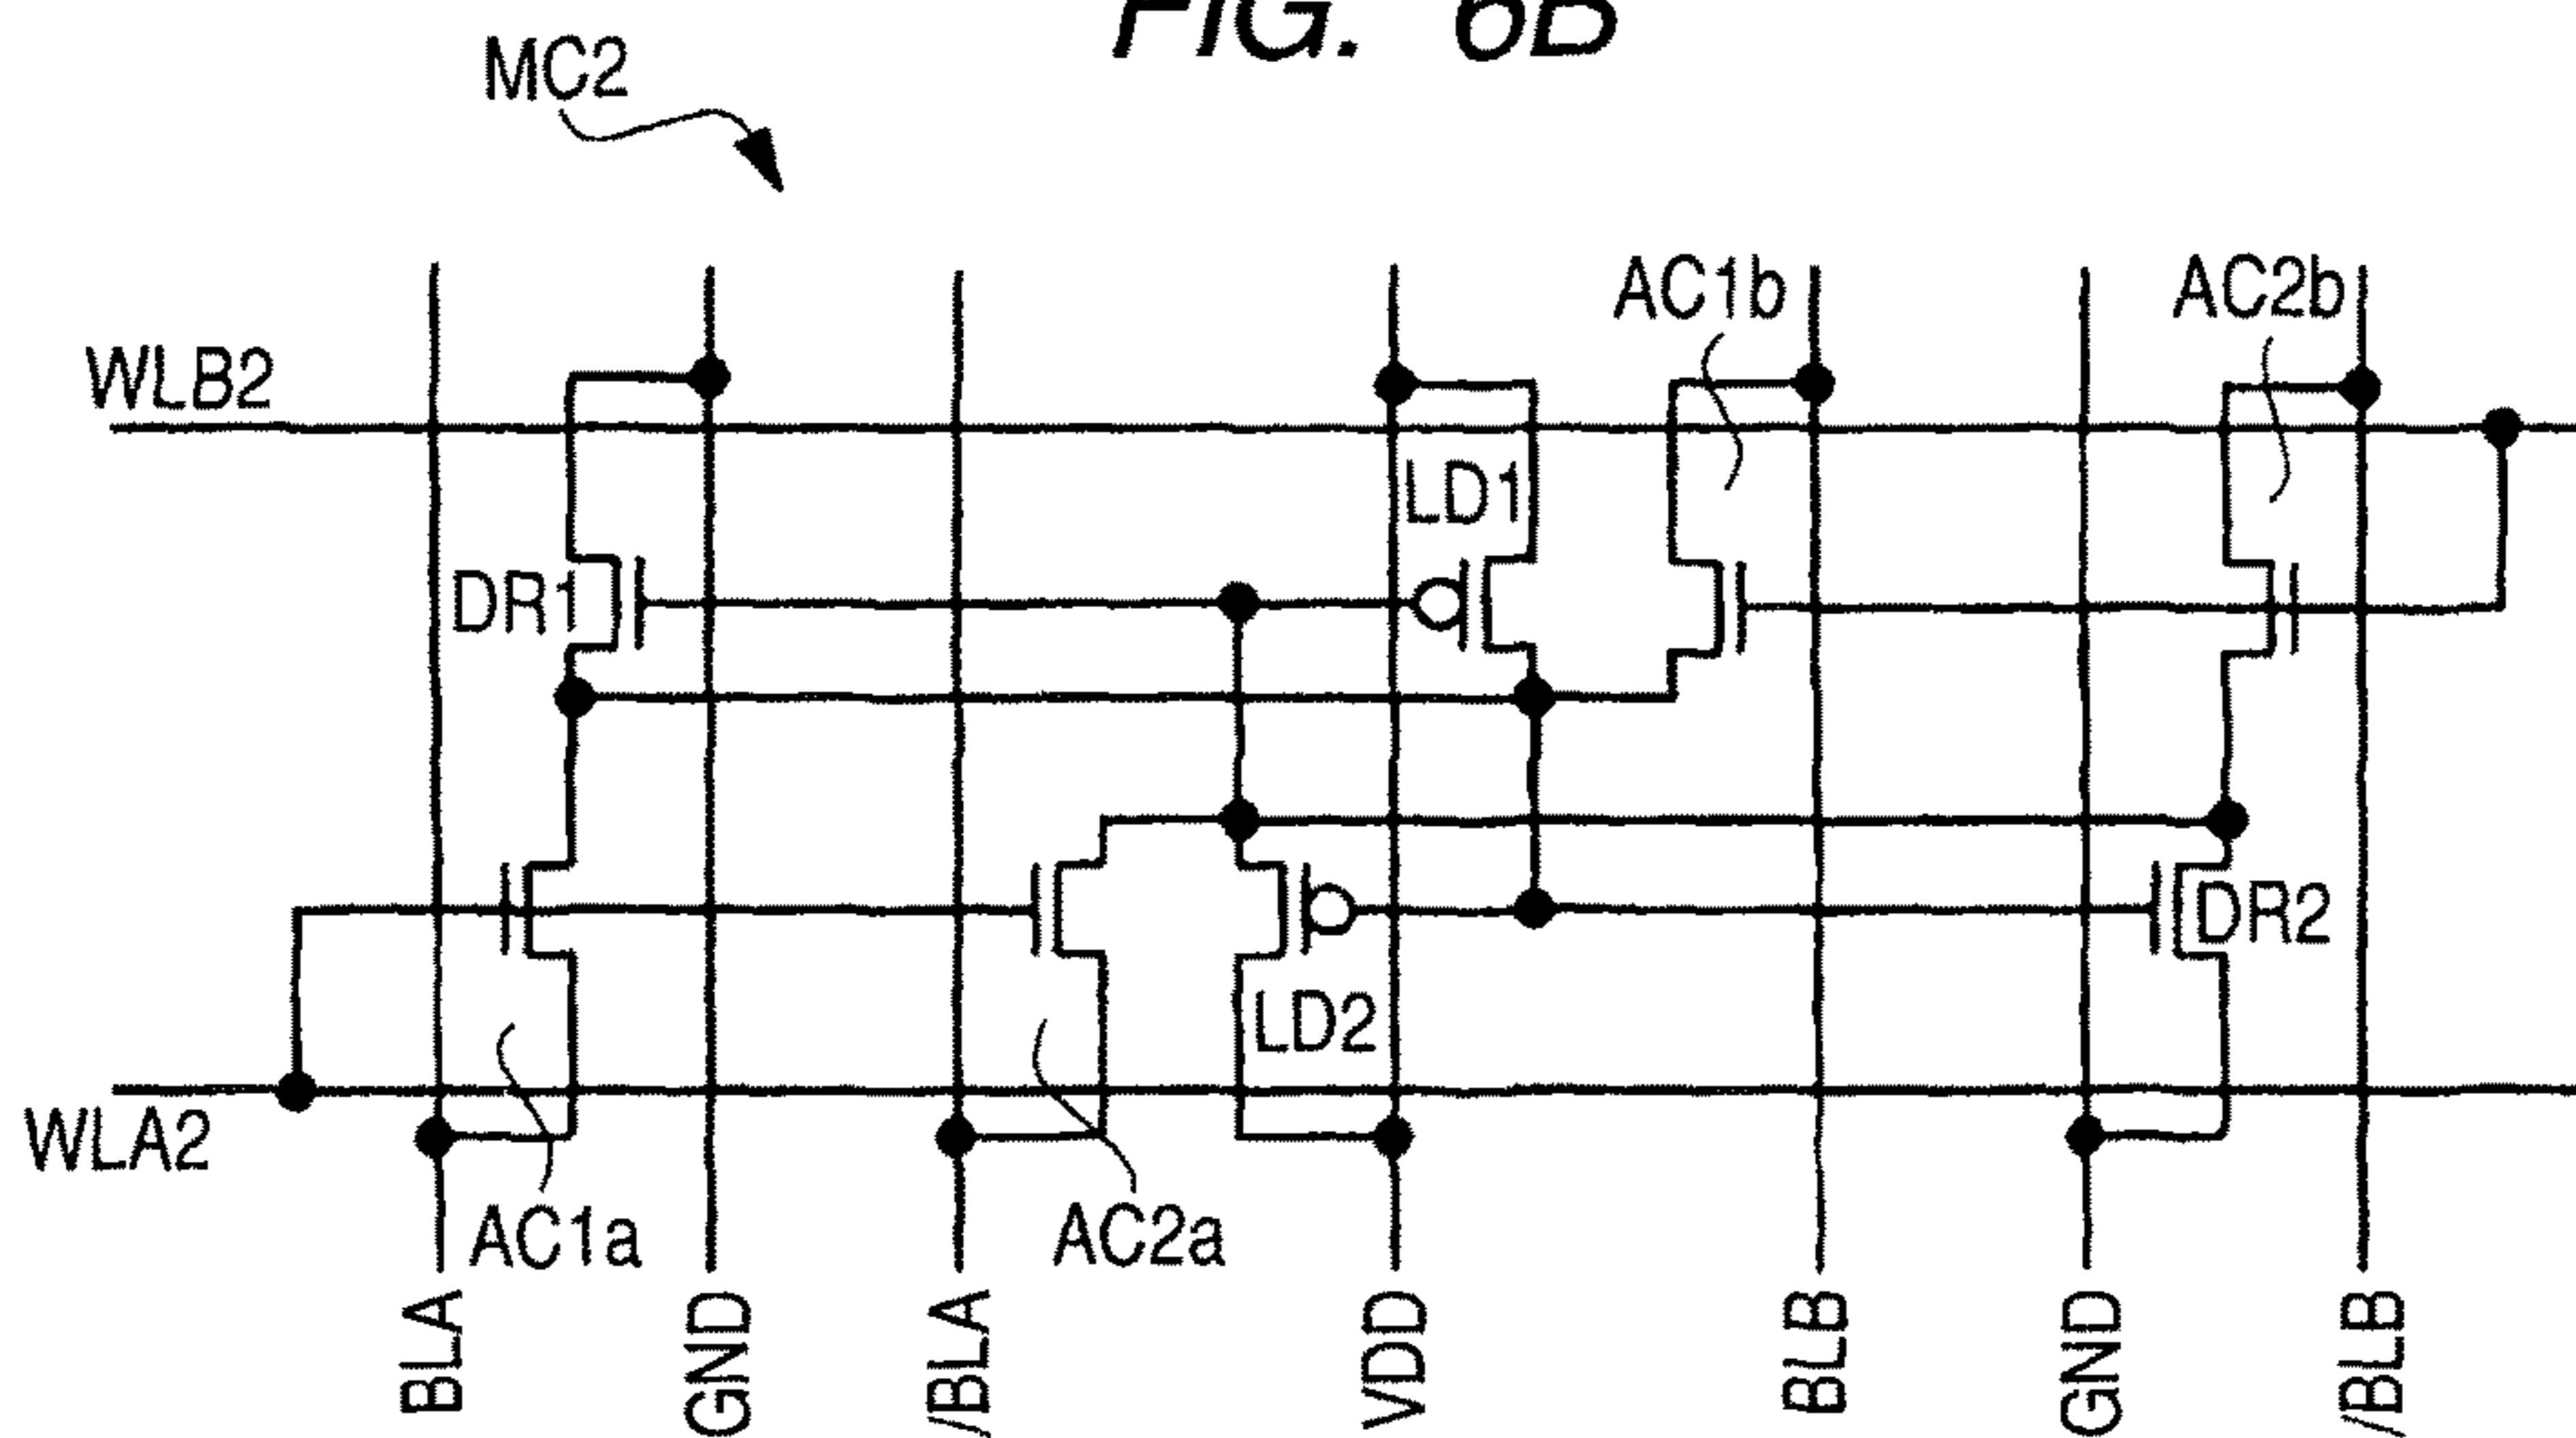 FIG. 6B
MC2
AC1b
AC2b
WLB2
LD1
DR1
DR2
LD2
WLA2
AC1a
AC2a
BLA
GND
/BLA
VDD
BLB
GND
/BLB